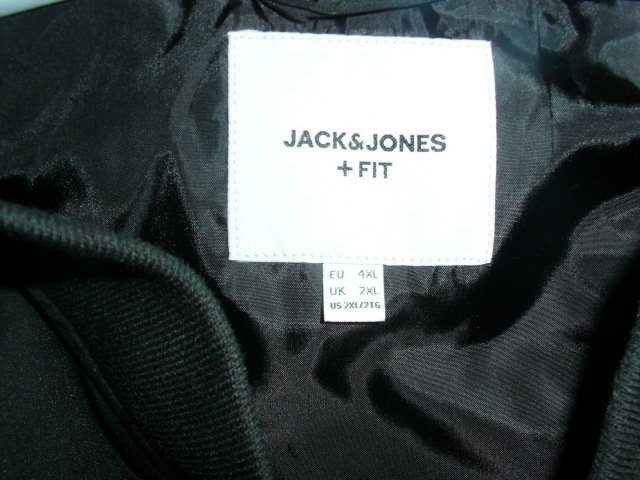 JACK&JONES
+ FIT
EU 4XL
UK 2XL
US 2XL/2TG